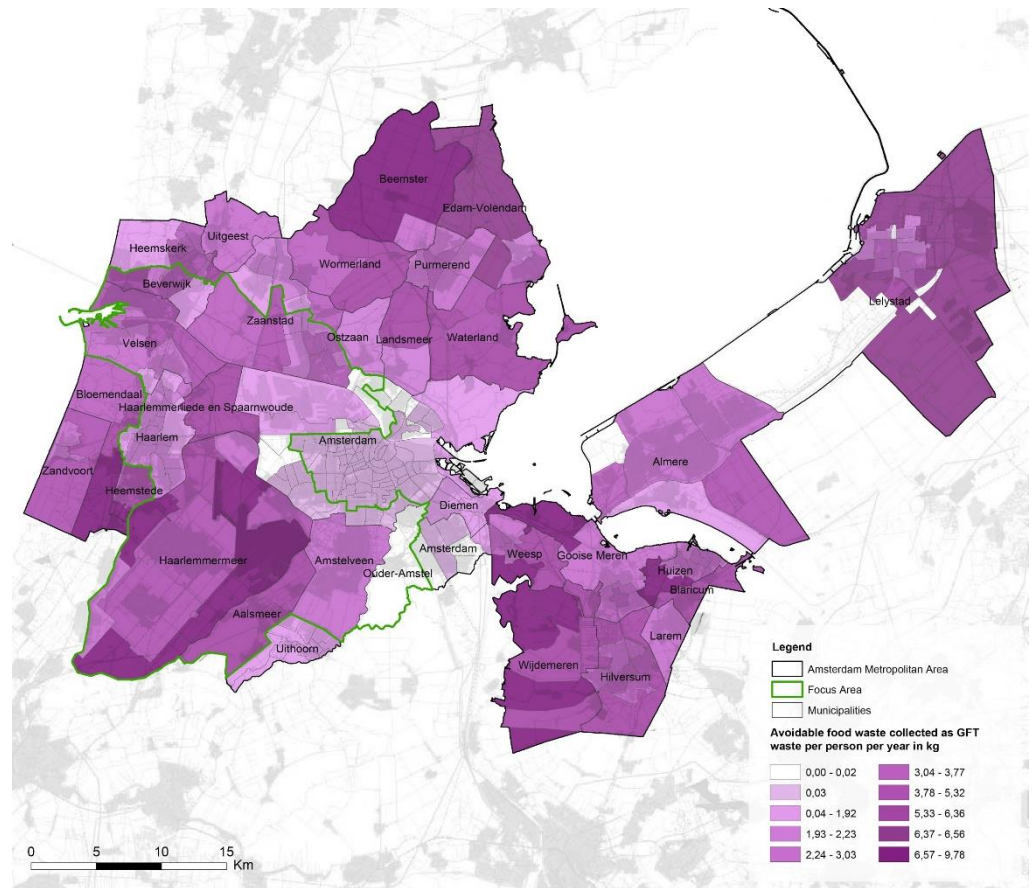 Beemster
Edam-Volendam
Uitgeest
Heemskerk
Wormerland
Purmerend
Beverwijk
Lelystad
Zaanstad
Ostzaan
Landsmeer
Waterland
Velsen
Bloemendaal
Haarlemmerliede en Spaarnwoude
Haarlem
Amsterdam
Almere
Zandvoort
Heemstede
Diemen
Amsterdam
Weesp
Gooise Meren
Haarlemmermeer
Amstelveen
Ouder-Amstel
Huizen
Blaricum
Aalsmeer
Larem
Uithoorn
Wijdemeren
Hilversum
Legend
Amsterdam Metropolitan Area
Focus Area
Municipalities
Avoidable food waste collected as GFT
waste per person per year in kg
0,00 - 0,02
0,03
0,04 - 1,92
1,93 - 2,23
2,24 - 3,03
3,04 - 3,77
3,78 - 5,32
5,33 - 6,36
6,37 - 6,56
6,57 - 9,78
0 5 10 15
Km